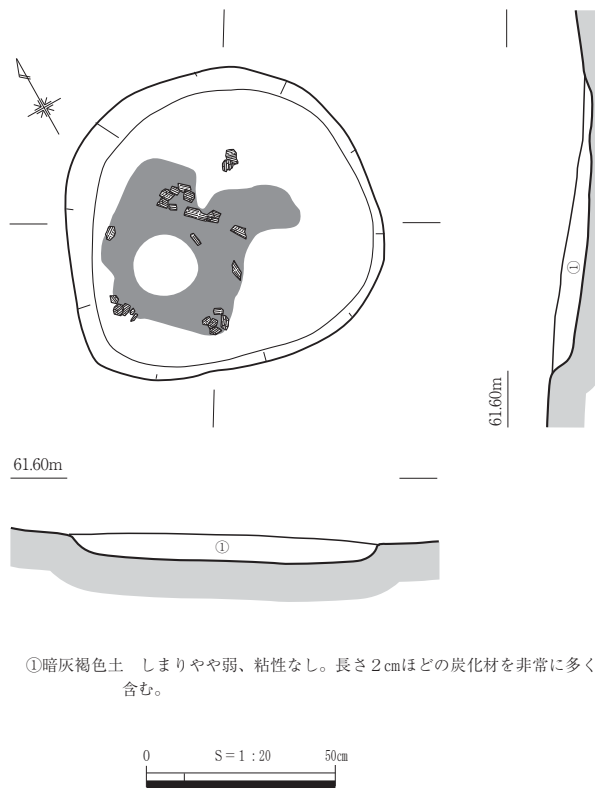 ①
61.60m
61.60m
①
①暗灰褐色土　しまりやや弱、粘性なし。長さ２㎝ほどの炭化材を非常に多く
含む。
0　S＝1：20　50㎝